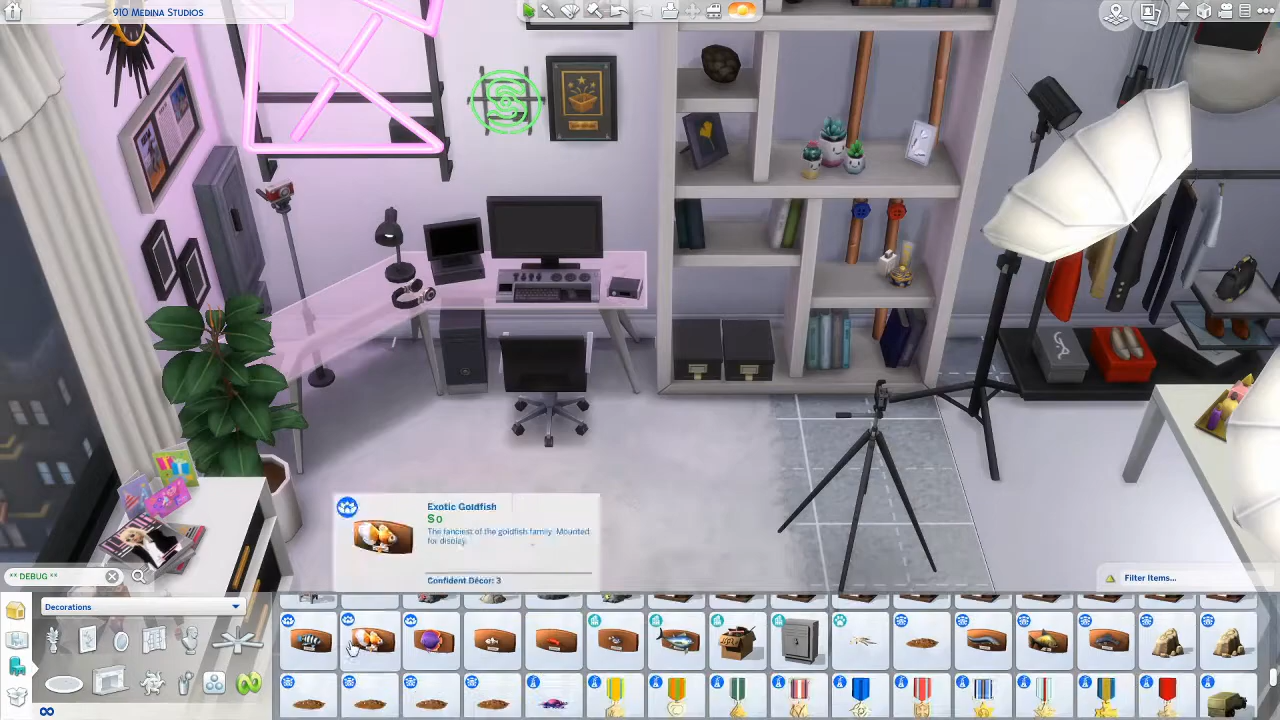 910 MEDINA STUDIOS
Exotic Goldfish
§0
The fanciest of the goldfish family. Mounted
for display.
Confident Décor: 3
** DEBUG **
Filter Items...
Decorations